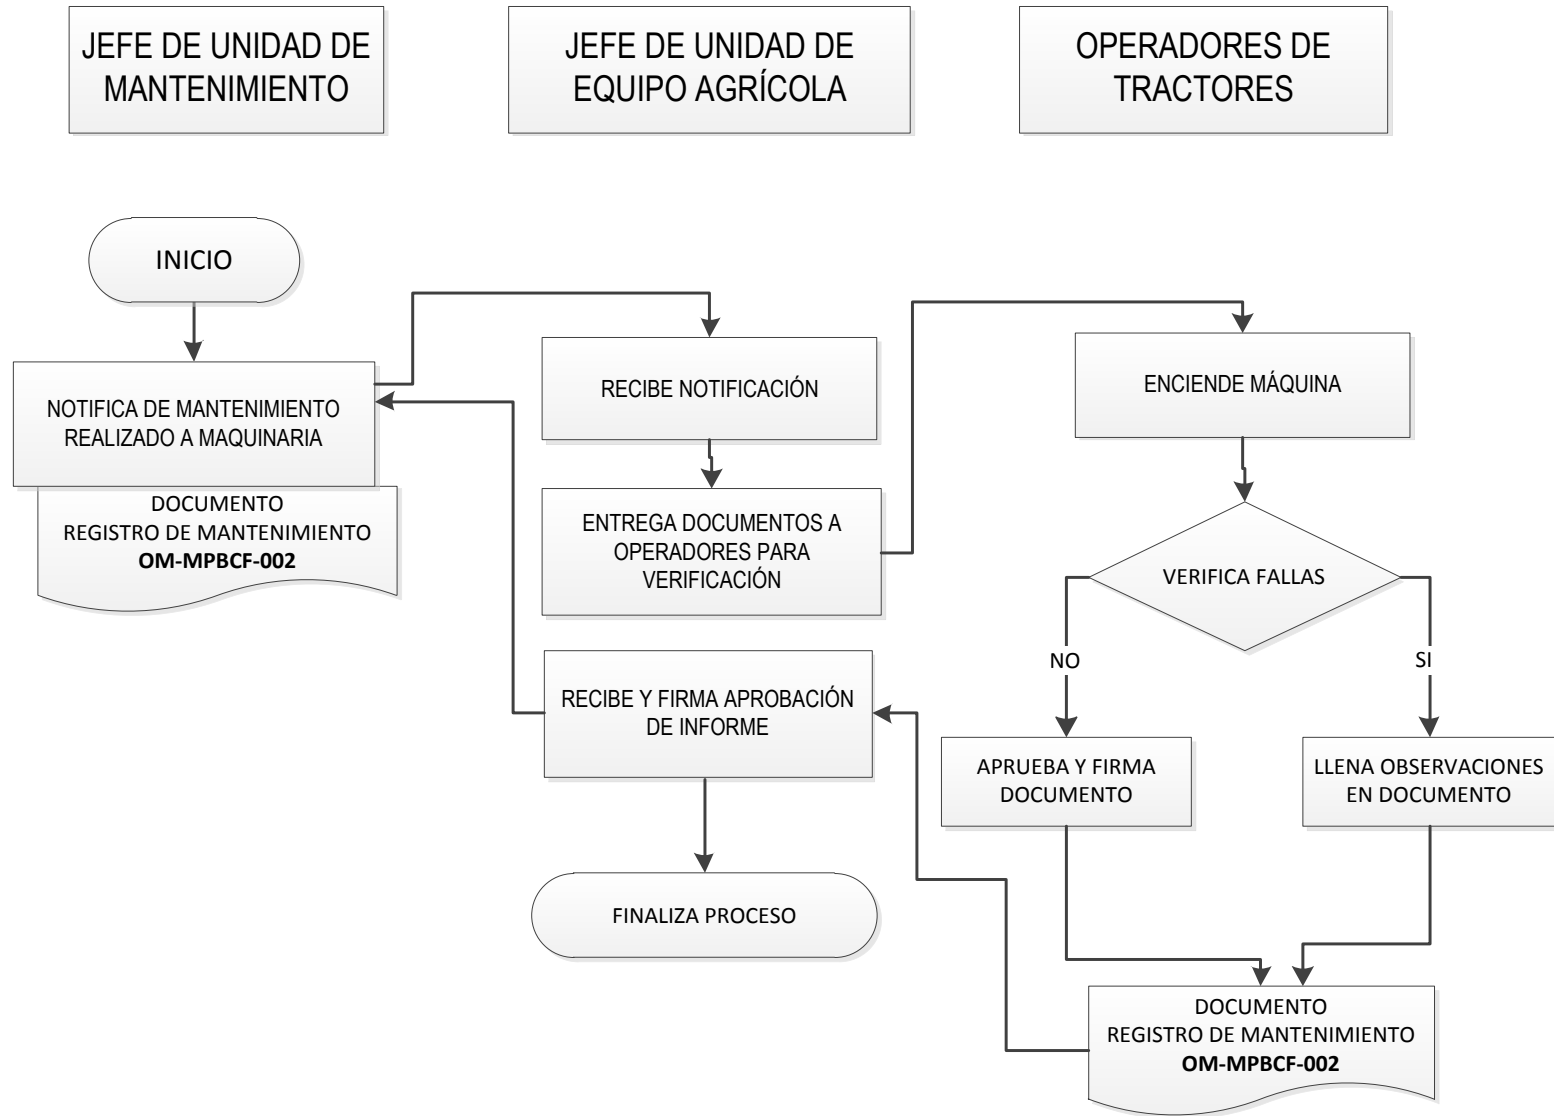 JEFE DE UNIDAD DE
MANTENIMIENTO
JEFE DE UNIDAD DE
EQUIPO AGRÍCOLA
OPERADORES DE
TRACTORES
INICIO
NOTIFICA DE MANTENIMIENTO
REALIZADO A MAQUINARIA
DOCUMENTO
REGISTRO DE MANTENIMIENTO
OM-MPBCF-002
RECIBE NOTIFICACIÓN
ENTREGA DOCUMENTOS A
OPERADORES PARA
VERIFICACIÓN
ENCIENDE MÁQUINA
VERIFICA FALLAS
NO
SI
APRUEBA Y FIRMA
DOCUMENTO
LLENA OBSERVACIONES
EN DOCUMENTO
DOCUMENTO
REGISTRO DE MANTENIMIENTO
OM-MPBCF-002
RECIBE Y FIRMA APROBACIÓN
DE INFORME
FINALIZA PROCESO